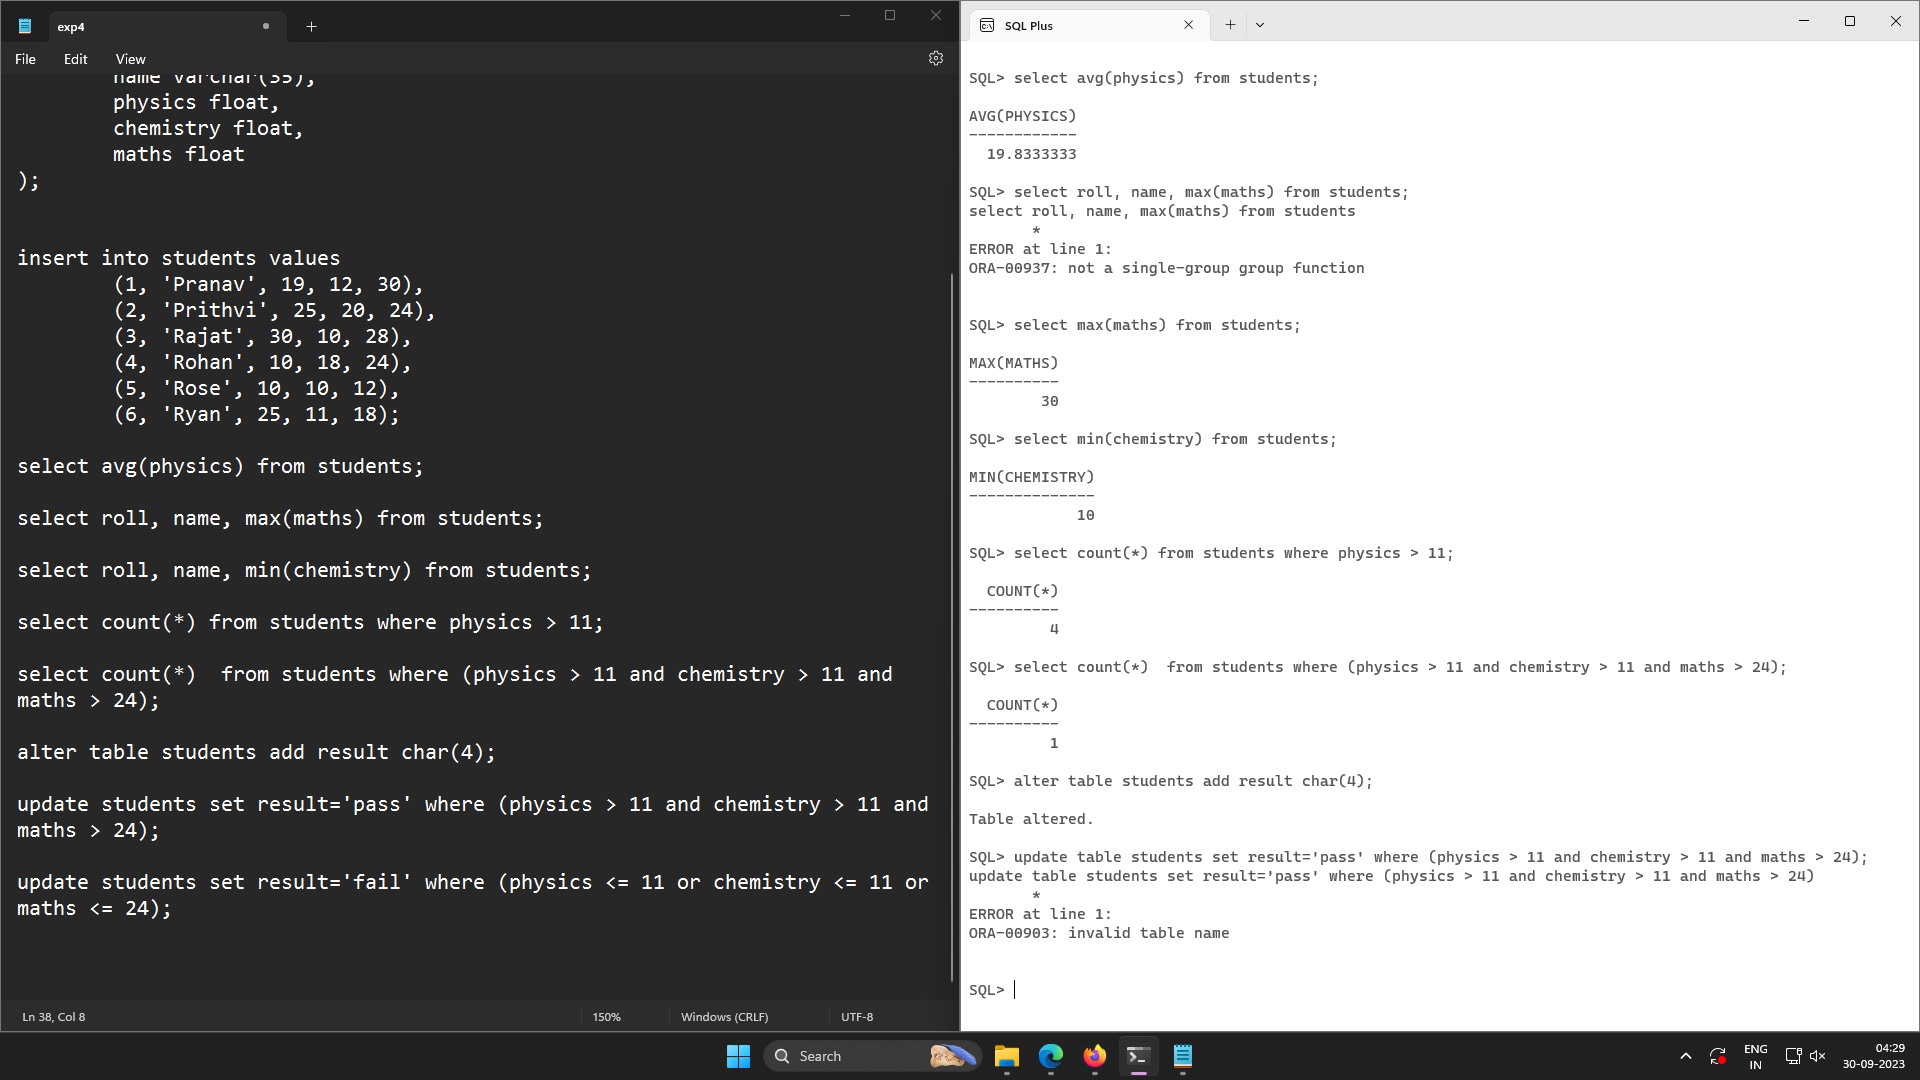 exp4
File Edit View
name varchar(35),
physics float,
chemistry float,
maths float
);
insert into students values
(1, 'Pranav', 19, 12, 30),
(2, 'Prithvi', 25, 20, 24),
(3, 'Rajat', 30, 10, 28),
(4, 'Rohan', 10, 18, 24),
(5, 'Rose', 10, 10, 12),
(6, 'Ryan', 25, 11, 18);
select avg(physics) from students;
select roll, name, max(maths) from students;
select roll, name, min(chemistry) from students;
select count(*) from students where physics > 11;
select count(*)  from students where (physics > 11 and chemistry > 11 and
maths > 24);
alter table students add result char(4);
update students set result='pass' where (physics > 11 and chemistry > 11 and
maths > 24);
update students set result='fail' where (physics <= 11 or chemistry <= 11 or
maths <= 24);
Ln 38, Col 8
150%
Windows (CRLF)
UTF-8
SQL Plus
SQL> select avg(physics) from students;
AVG(PHYSICS)
------------
19.8333333
SQL> select roll, name, max(maths) from students;
select roll, name, max(maths) from students
*
ERROR at line 1:
ORA-00937: not a single-group group function
SQL> select max(maths) from students;
MAX(MATHS)
----------
30
SQL> select min(chemistry) from students;
MIN(CHEMISTRY)
--------------
10
SQL> select count(*) from students where physics > 11;
COUNT(*)
----------
4
SQL> select count(*)  from students where (physics > 11 and chemistry > 11 and maths > 24);
COUNT(*)
----------
1
SQL> alter table students add result char(4);
Table altered.
SQL> update table students set result='pass' where (physics > 11 and chemistry > 11 and maths > 24);
update table students set result='pass' where (physics > 11 and chemistry > 11 and maths > 24)
*
ERROR at line 1:
ORA-00903: invalid table name
SQL>
Search
ENG
IN
04:29
30-09-2023